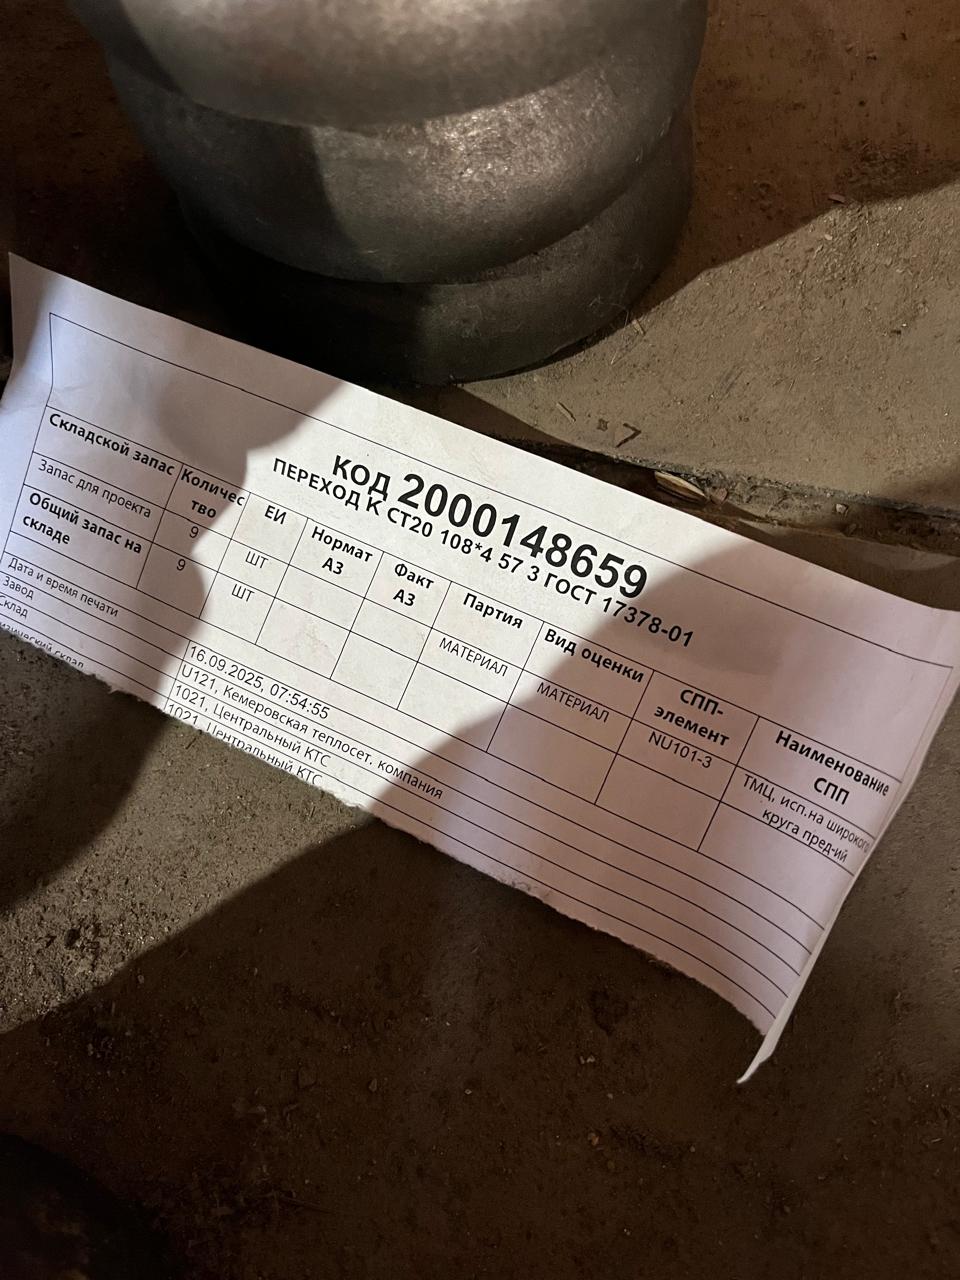 КОД 2000148659
ПЕРЕХОД К СТ20 108*4 57 3 ГОСТ 17378-01
Складской запас Количес тво ЕИ Нормат АЗ Факт АЗ Партия Вид оценки СПП- элемент Наименование СПП
Запас для проекта 9 ШТ МАТЕРИАЛ МАТЕРИАЛ NU101-3 ТМЦ, исп.на широкого круга пред-ий
Общий запас на складе 9 ШТ
Дата и время печати 16.09.2025, 07:54:55
Завод U121, Кемеровская теплосет. компания
Склад 1021, Центральный КТС
склад 1021, Центральный КТС